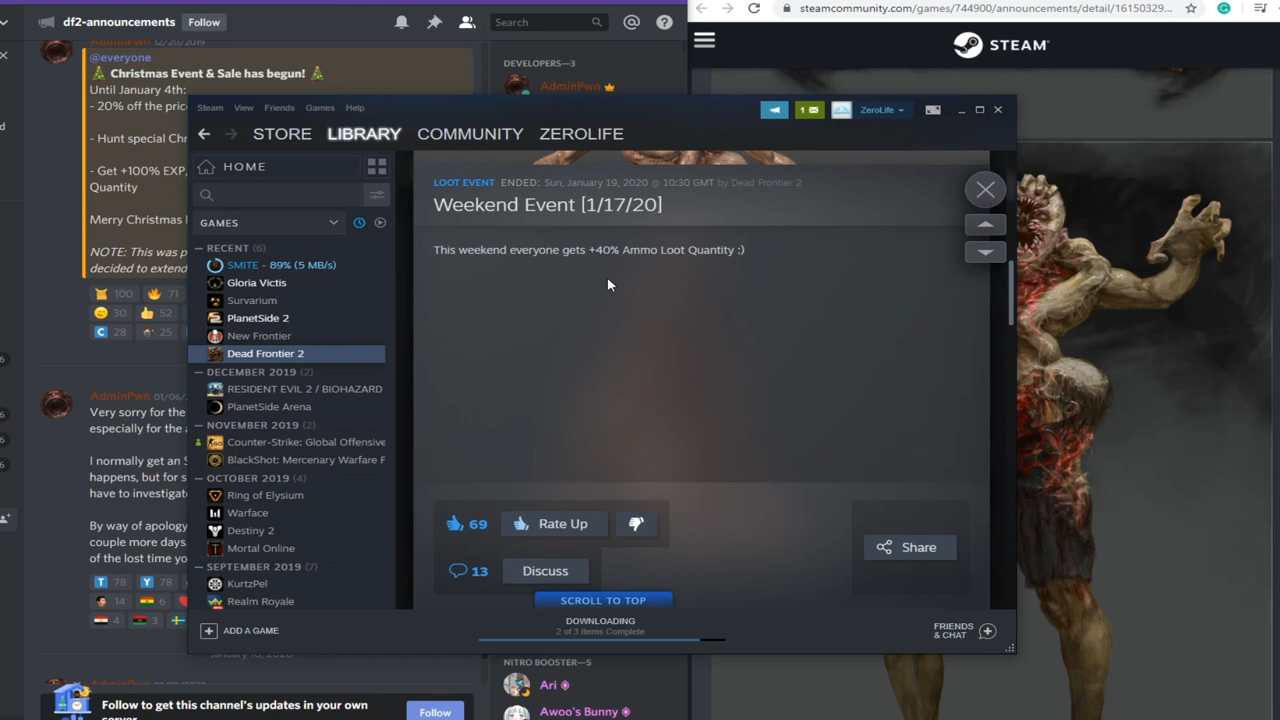 df2-announcements
Follow
Search
AdminPwn 12/20/2019
@everyone
Christmas Event & Sale has begun!
Until January 4th:
- 20% off the pric
- Hunt special Chr
- Get +100% EXP,
Quantity
Merry Christmas
NOTE: This was p
decided to extend
100
71
30
52
28
25
AdminPwn 01/06/
Very sorry for the
especially for the a
I normally get an S
happens, but for s
have to investigate
By way of apology
couple more days.
of the lost time yo
78
78
14
6
4
3
January 18, 2020
Follow to get this channel's updates in your own
server.
Follow
DEVELOPERS—3
AdminPwn
NITRO BOOSTER—5
Ari
Awoo's Bunny
steamcommunity.com/games/744900/announcements/detail/16150329...
STEAM
Steam View Friends Games Help
1
ZeroLife
STORE LIBRARY COMMUNITY ZEROLIFE
HOME
GAMES
RECENT (6)
SMITE - 89% (5 MB/s)
Gloria Victis
Survarium
PlanetSide 2
New Frontier
Dead Frontier 2
DECEMBER 2019 (2)
RESIDENT EVIL 2 / BIOHAZARD
PlanetSide Arena
NOVEMBER 2019 (2)
Counter-Strike: Global Offensive
BlackShot: Mercenary Warfare F
OCTOBER 2019 (4)
Ring of Elysium
Warface
Destiny 2
Mortal Online
SEPTEMBER 2019 (7)
KurtzPel
Realm Royale
ADD A GAME
LOOT EVENT ENDED: Sun, January 19, 2020 @ 10:30 GMT by Dead Frontier 2
Weekend Event [1/17/20]
This weekend everyone gets +40% Ammo Loot Quantity :)
69
Rate Up
Share
13
Discuss
SCROLL TO TOP
DOWNLOADING
2 of 3 Items Complete
FRIENDS
& CHAT